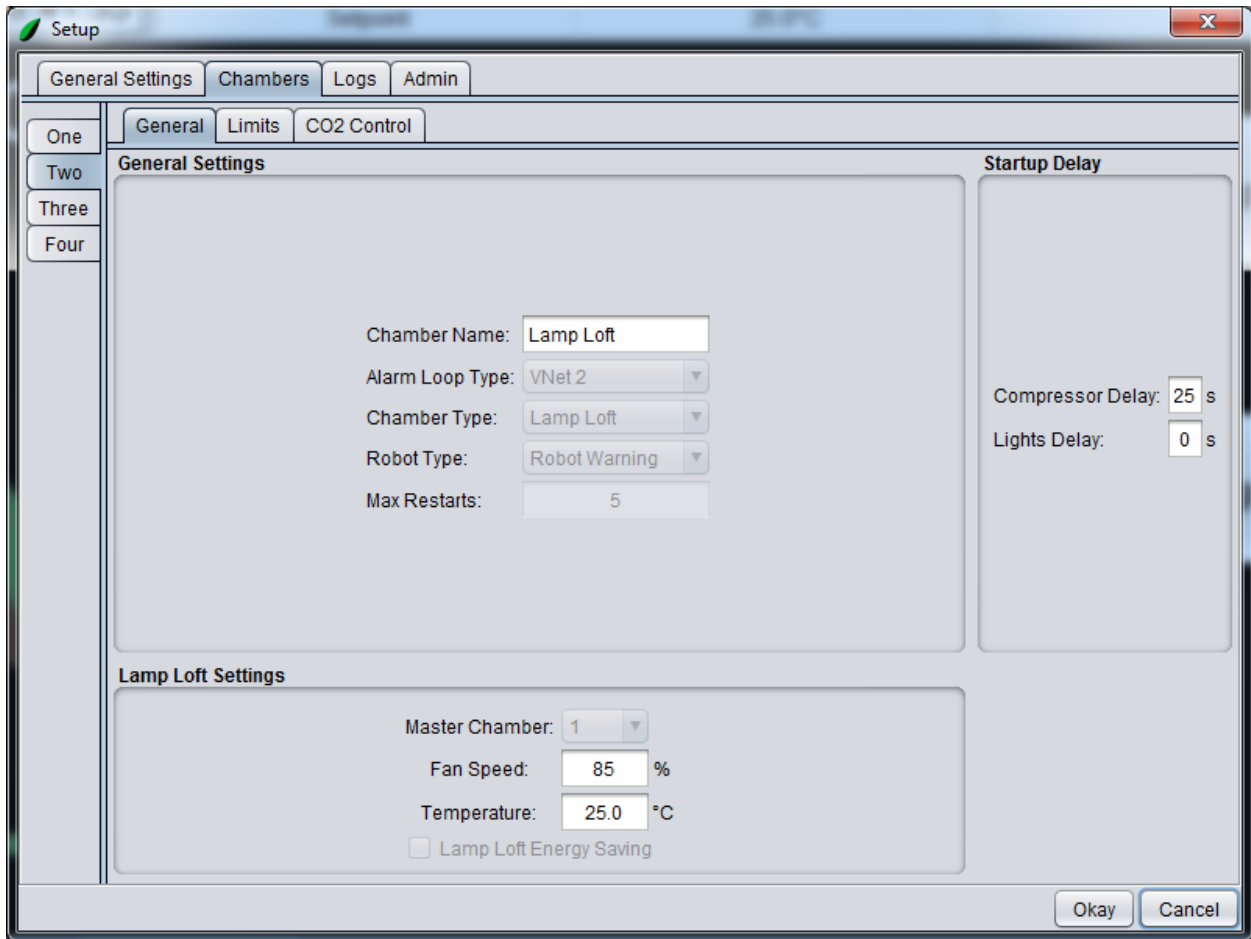 Setpoint 25.0°C
Setup
General Settings Chambers Logs Admin
General Limits CO2 Control
One
Two
Three
Four
General Settings
Chamber Name: Lamp Loft
Alarm Loop Type: VNet 2
Chamber Type: Lamp Loft
Robot Type: Robot Warning
Max Restarts: 5
Startup Delay
Compressor Delay: 25 s
Lights Delay: 0 s
Lamp Loft Settings
Master Chamber: 1
Fan Speed: 85 %
Temperature: 25.0 °C
Lamp Loft Energy Saving
Okay Cancel